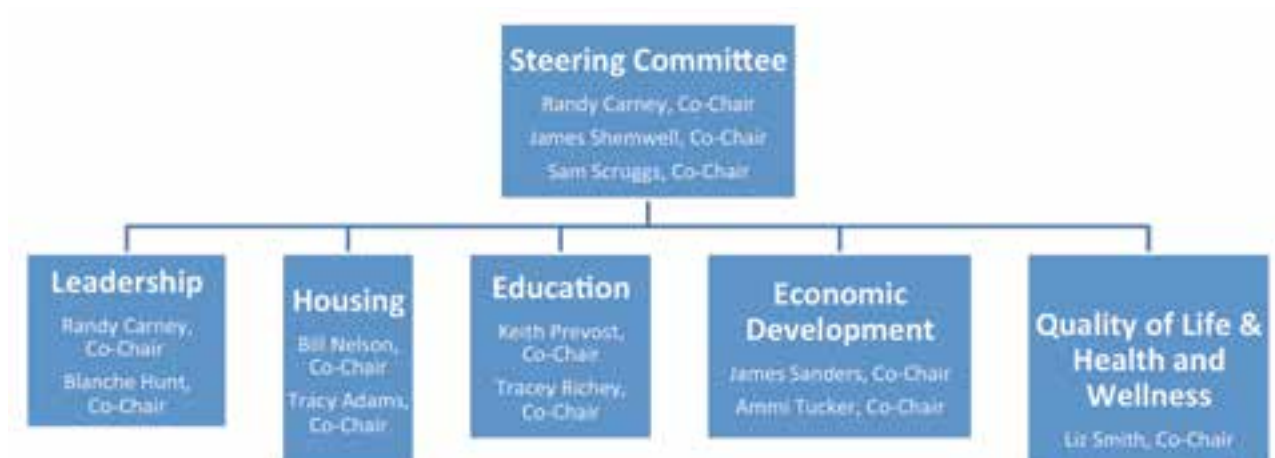 Steering Committee
Randy Carney, Co-Chair
James Shemwell, Co-Chair
Sam Scruggs, Co-Chair
Leadership
Randy Carney,
Co-Chair
Blanche Hunt,
Co-Chair
Housing
Bill Nelson,
Co-Chair
Tracy Adams,
Co-Chair
Education
Keith Prevost,
Co-Chair
Tracey Richey,
Co-Chair
Economic
Development
James Sanders, Co-Chair
Ammi Tucker, Co-Chair
Quality of Life &
Health and
Wellness
Liz Smith, Co-Chair